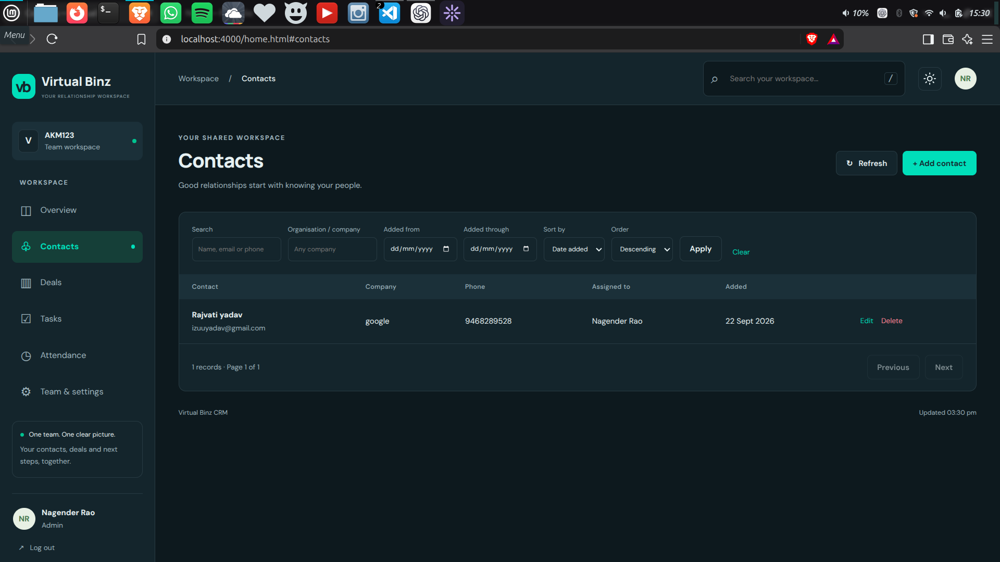 2
10%
15:30
Menu
localhost:4000/home.html#contacts
vb
Virtual Binz
YOUR RELATIONSHIP WORKSPACE
Workspace / Contacts
Search your workspace...
/
NR
V
AKM123
Team workspace
WORKSPACE
Overview
Contacts
Deals
Tasks
Attendance
Team & settings
One team. One clear picture.
Your contacts, deals and next
steps, together.
NR
Nagender Rao
Admin
↗ Log out
YOUR SHARED WORKSPACE
Contacts
Good relationships start with knowing your people.
↻ Refresh
+ Add contact
Search
Organisation / company
Added from
Added through
Sort by
Order
Name, email or phone
Any company
dd/mm/yyyy
dd/mm/yyyy
Date added
Descending
Apply
Clear
Contact Company Phone Assigned to Added
Rajvati yadav
izuuyadav@gmail.com
google
9468289528
Nagender Rao
22 Sept 2026
Edit Delete
1 records · Page 1 of 1
Previous
Next
Virtual Binz CRM
Updated 03:30 pm